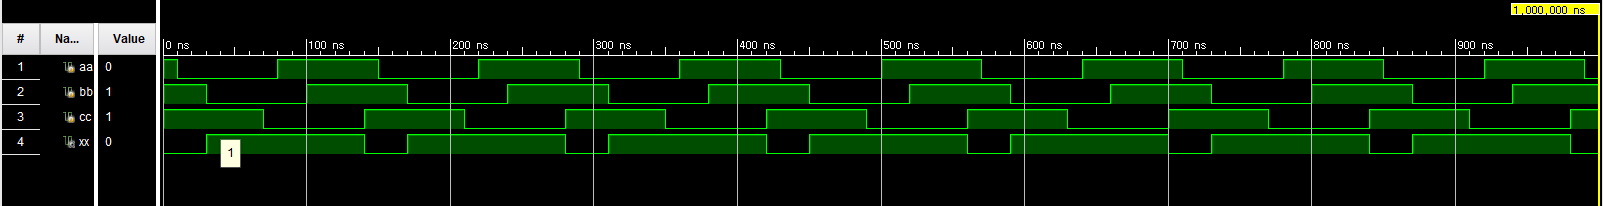 1,000,000 ns
# Na... Value 0 ns 100 ns 200 ns 300 ns 400 ns 500 ns 600 ns 700 ns 800 ns 900 ns
1 aa 0
2 bb 1
3 cc 1
4 xx 0
1